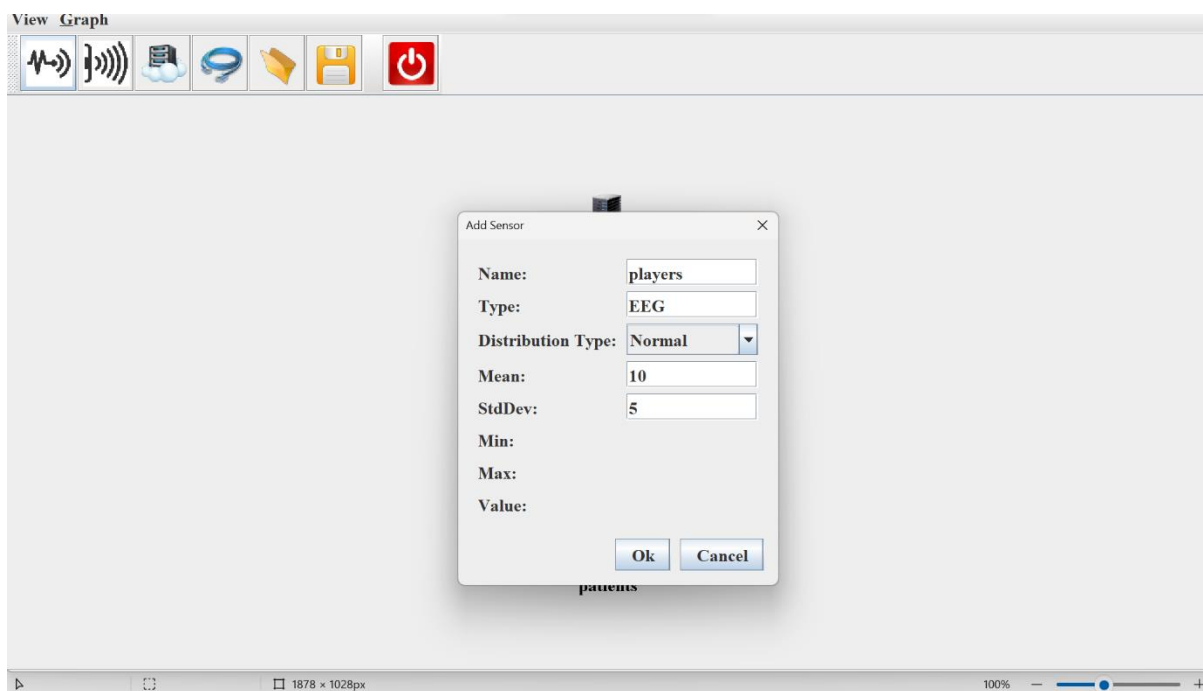 View Graph
Add Sensor
Name: players
Type: EEG
Distribution Type: Normal
Mean: 10
StdDev: 5
Min:
Max:
Value:
Ok Cancel
patients
1878 × 1028px 100%